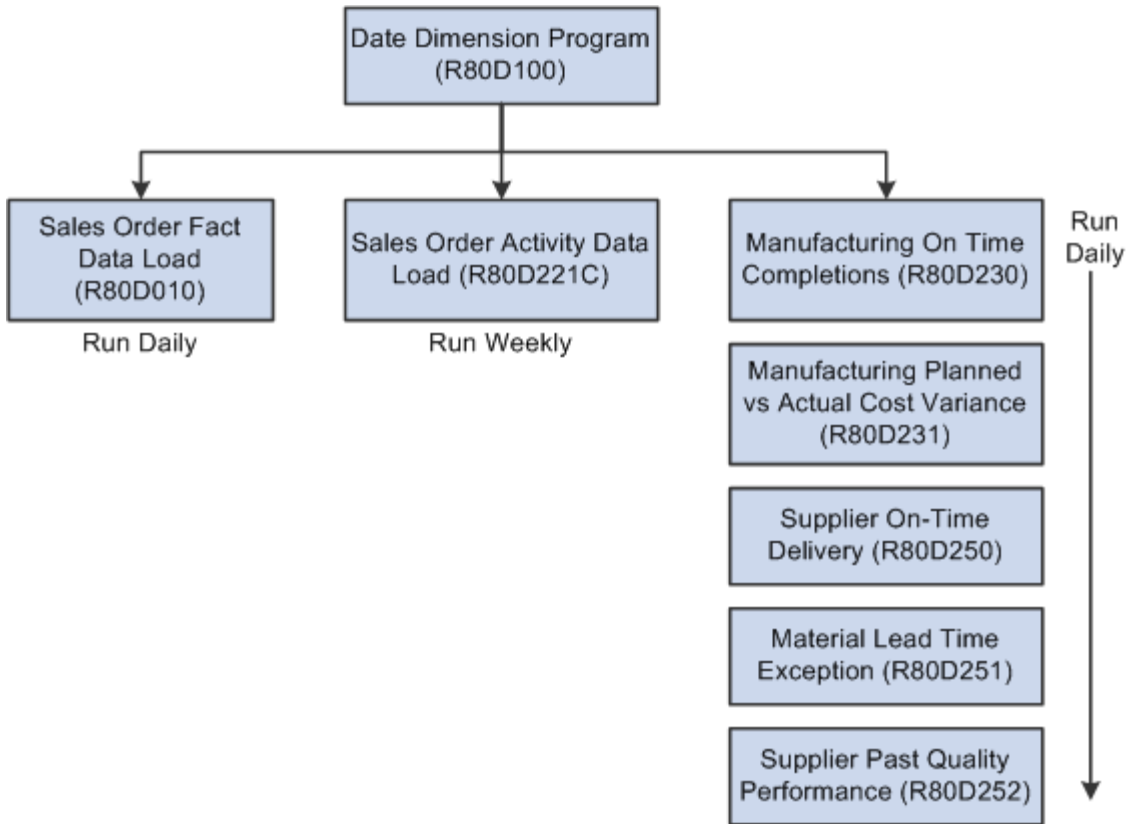 Date Dimension Program
(R80D100)
Sales Order Fact
Data Load
(R80D010)
Run Daily
Sales Order Activity Data
Load (R80D221C)
Run Weekly
Manufacturing On Time
Completions (R80D230)
Run
Daily
Manufacturing Planned
vs Actual Cost Variance
(R80D231)
Supplier On-Time
Delivery (R80D250)
Material Lead Time
Exception (R80D251)
Supplier Past Quality
Performance (R80D252)